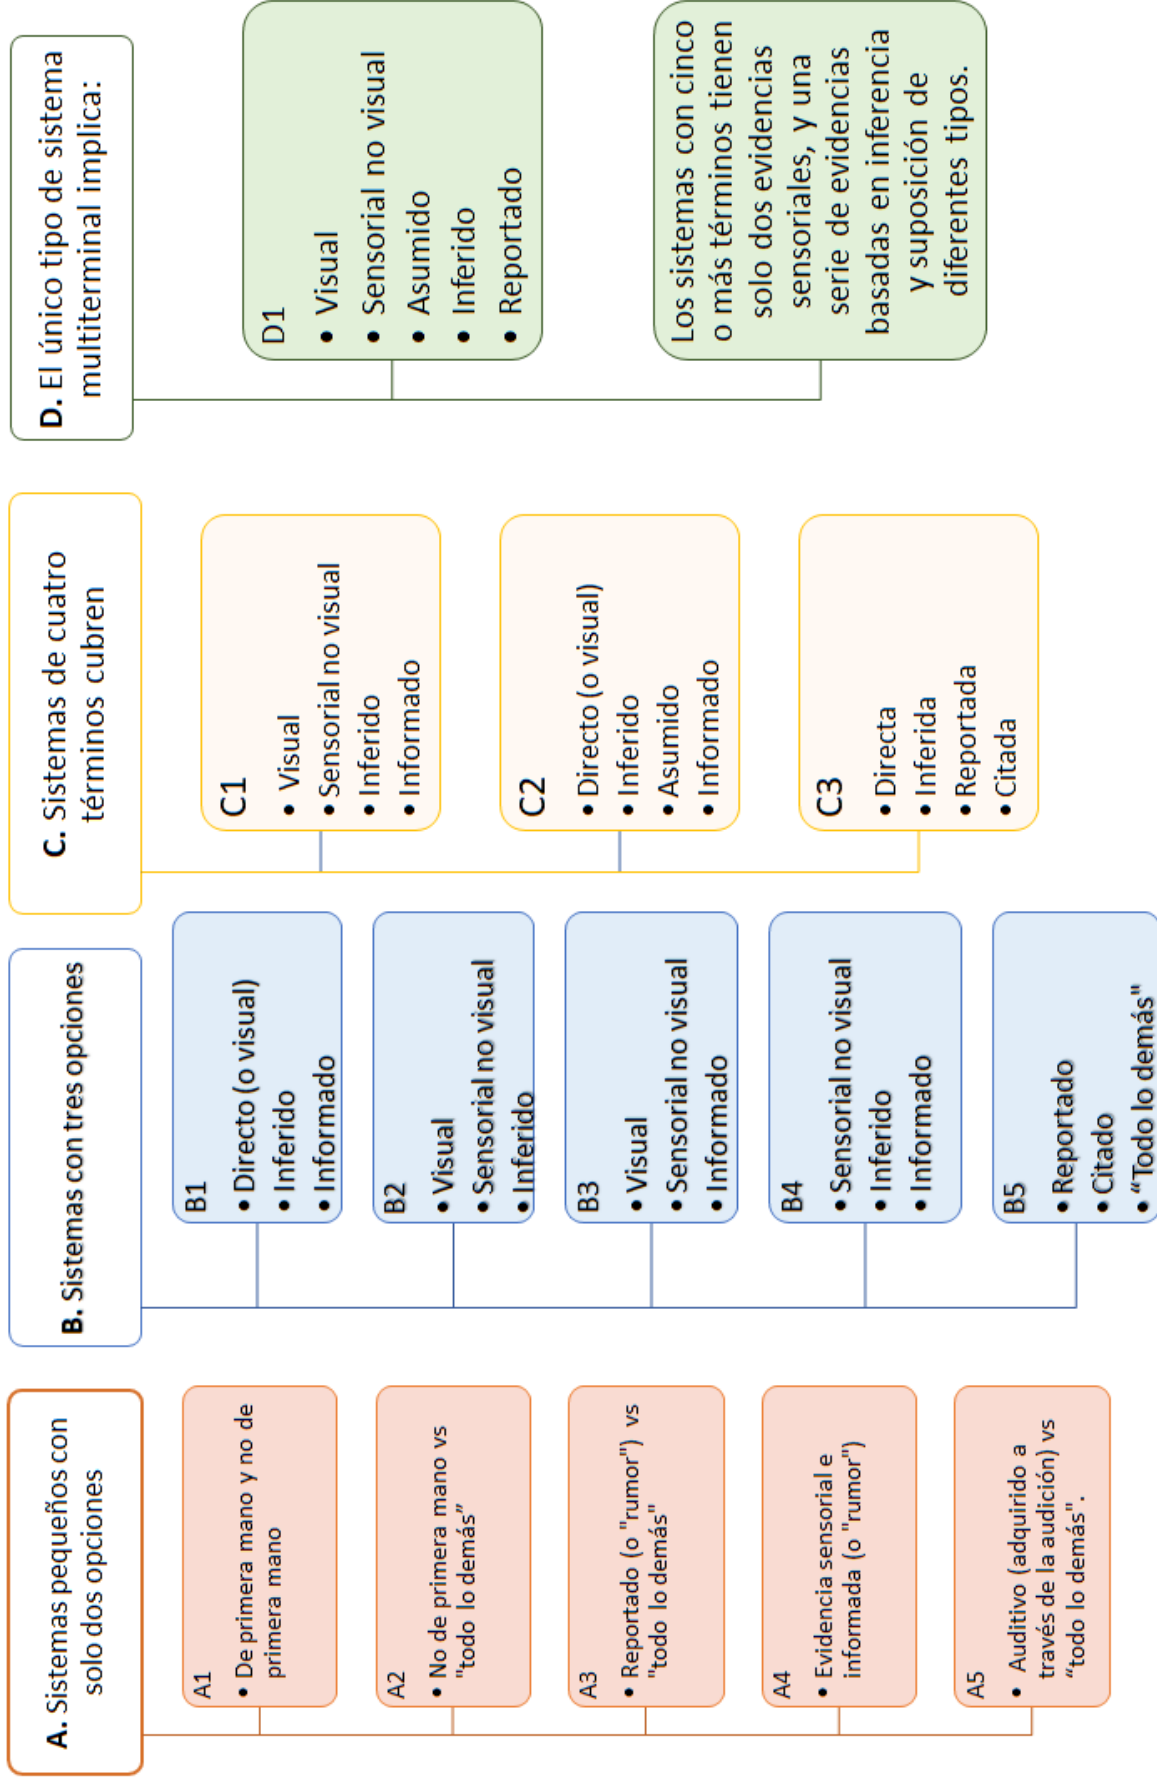 A. Sistemas pequeños con
solo dos opciones
A1
• De primera mano y no de
primera mano
A2
• No de primera mano vs
"todo lo demás”
A3
• Reportado (o "rumor") vs
"todo lo demás"
A4
• Evidencia sensorial e
informada (o "rumor")
A5
• Auditivo (adquirido a
través de la audición) vs
“todo lo demás".
B. Sistemas con tres opciones
B1
• Directo (o visual)
• Inferido
• Informado
B2
• Visual
• Sensorial no visual
• Inferido
B3
• Visual
• Sensorial no visual
• Informado
B4
• Sensorial no visual
• Inferido
• Informado
B5
• Reportado
• Citado
• “Todo lo demás"
C. Sistemas de cuatro
términos cubren
C1
• Visual
• Sensorial no visual
• Inferido
• Informado
C2
• Directo (o visual)
• Inferido
• Asumido
• Informado
C3
• Directa
• Inferida
• Reportada
• Citada
D. El único tipo de sistema
multiterminal implica:
D1
• Visual
• Sensorial no visual
• Asumido
• Inferido
• Reportado
Los sistemas con cinco
o más términos tienen
solo dos evidencias
sensoriales, y una
serie de evidencias
basadas en inferencia
y suposición de
diferentes tipos.